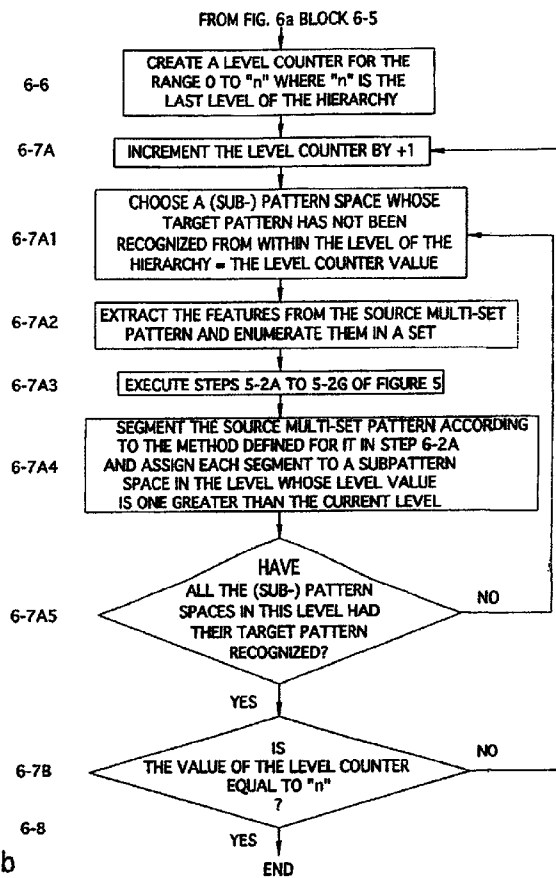 FROM FIG. 6a BLOCK 6-5
6-6
CREATE A LEVEL COUNTER FOR THE
RANGE 0 TO "n" WHERE "n" IS THE
LAST LEVEL OF THE HIERARCHY
6-7A
INCREMENT THE LEVEL COUNTER BY +1
6-7A1
CHOOSE A (SUB-) PATTERN SPACE WHOSE
TARGET PATTERN HAS NOT BEEN
RECOGNIZED FROM WITHIN THE LEVEL OF THE
HIERARCHY = THE LEVEL COUNTER VALUE
6-7A2
EXTRACT THE FEATURES FROM THE SOURCE MULTI-SET
PATTERN AND ENUMERATE THEM IN A SET
6-7A3
EXECUTE STEPS 5-2A TO 5-2G OF FIGURE 5
6-7A4
SEGMENT THE SOURCE MULTI-SET PATTERN ACCORDING
TO THE METHOD DEFINED FOR IT IN STEP 6-2A
AND ASSIGN EACH SEGMENT TO A SUBPATTERN
SPACE IN THE LEVEL WHOSE LEVEL VALUE
IS ONE GREATER THAN THE CURRENT LEVEL
6-7A5
HAVE
ALL THE (SUB-) PATTERN
SPACES IN THIS LEVEL HAD
THEIR TARGET PATTERN
RECOGNIZED?
NO
YES
6-7B
IS
THE VALUE OF THE LEVEL COUNTER
EQUAL TO "n"
?
NO
6-8
YES
END
b